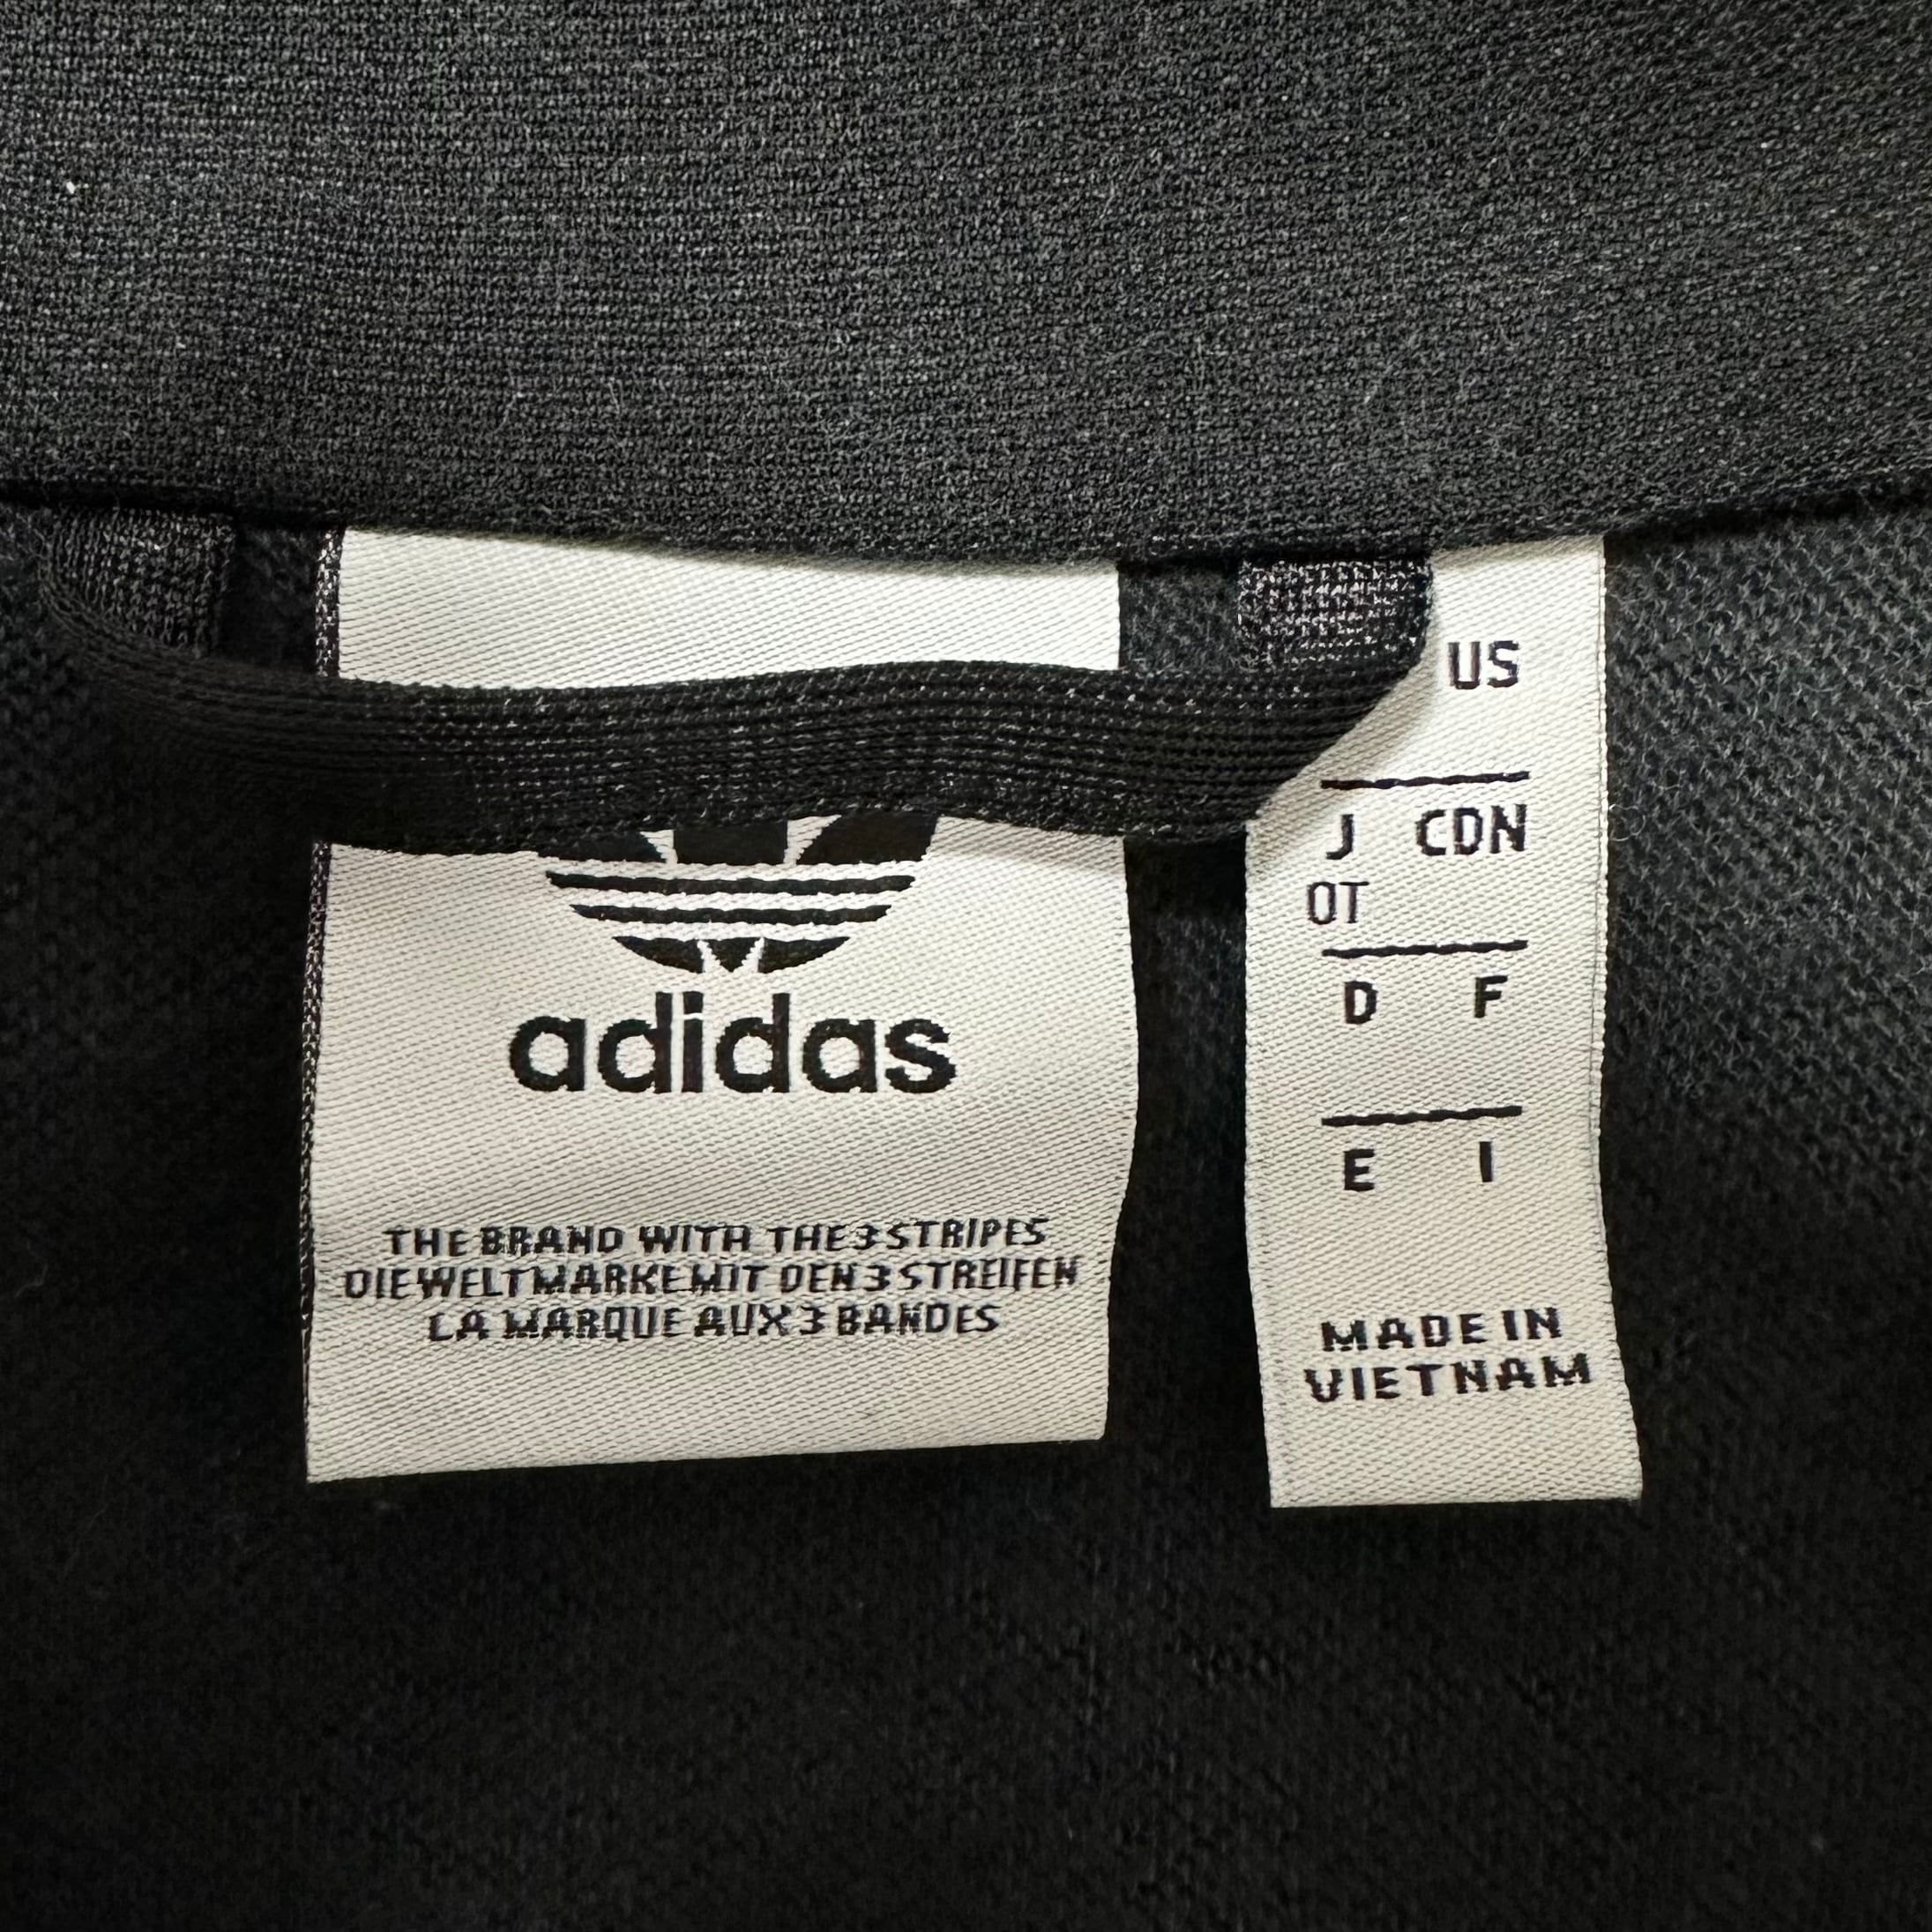 adidas
THE BRAND WITH THE 3 STRIPES
DIE WELTMARKE MIT DEN 3 STREIFEN
LA MARQUE AUX 3 BANDES
US
J CDN
OT
D F
E I
MADE IN
VIETNAM